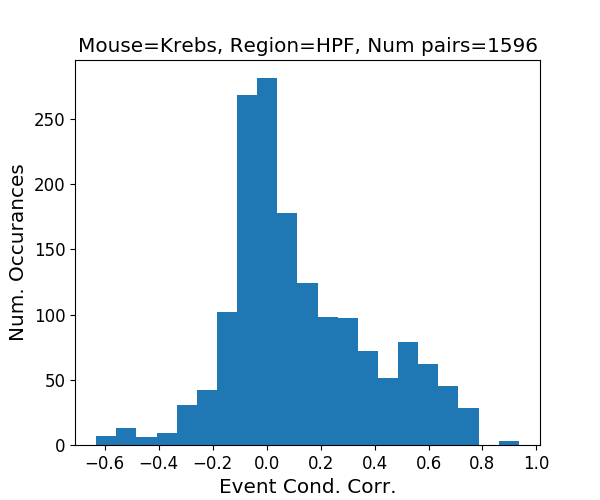 Mouse=Krebs, Region=HPF, Num pairs=1596
Num. Occurances
250
200
150
100
50
0
−0.6 −0.4 −0.2 0.0 0.2 0.4 0.6 0.8 1.0
Event Cond. Corr.